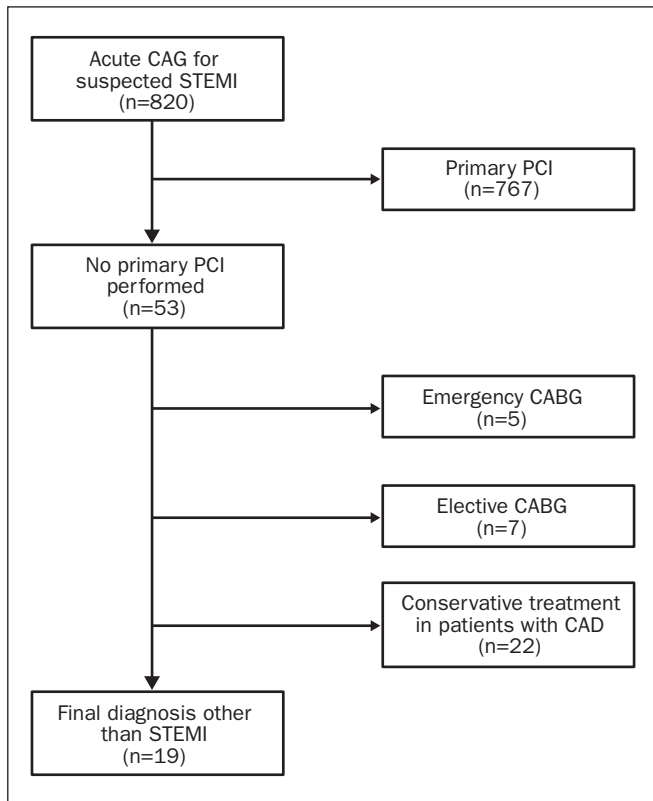 Acute CAG for
suspected STEMI
(n=820)
Primary PCI
(n=767)
No primary PCI
performed
(n=53)
Emergency CABG
(n=5)
Elective CABG
(n=7)
Conservative treatment
in patients with CAD
(n=22)
Final diagnosis other
than STEMI
(n=19)